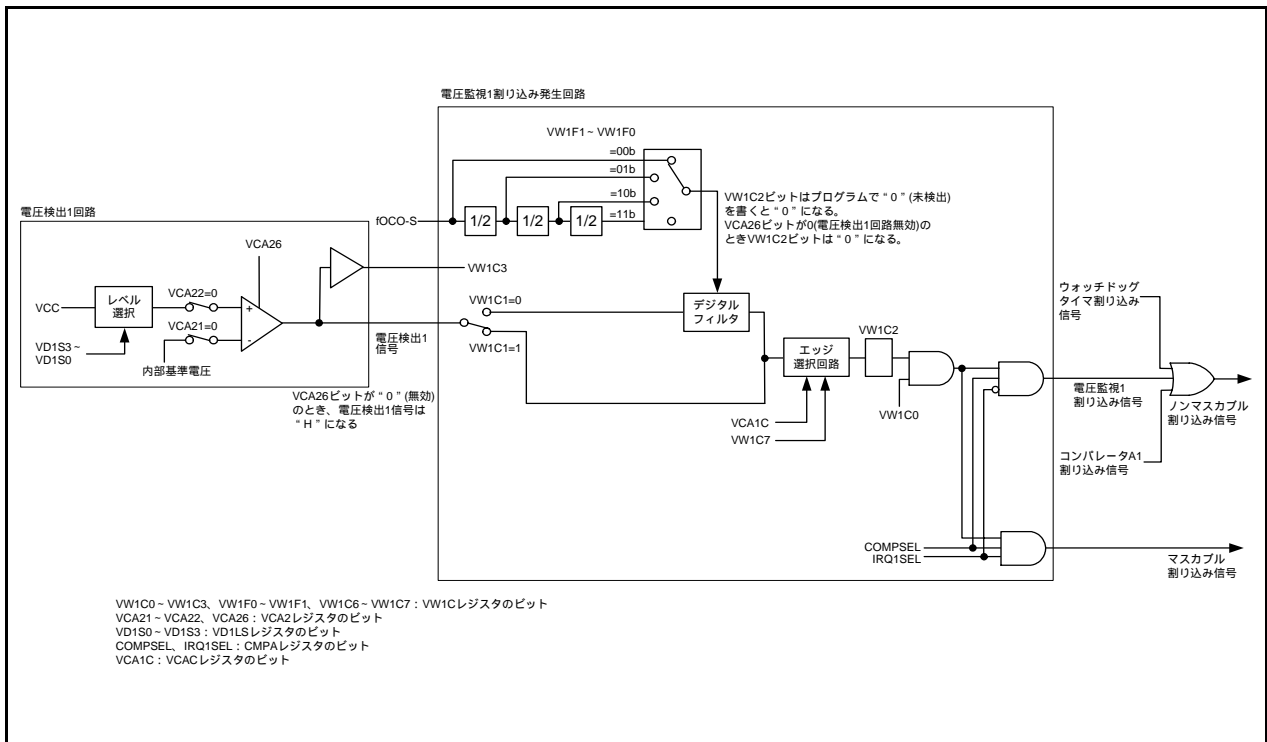 電圧監視1割り込み発生回路
VW1F1~VW1F0
=00b
=01b
=10b
=11b
fOCO-S
1/2
1/2
1/2
VW1C2ビットはプログラムで“0”(未検出)
を書くと“0”になる。
VCA26ビットが0(電圧検出1回路無効)の
ときVW1C2ビットは“0”になる。
電圧検出1回路
VCA26
VW1C3
VCC
レベル
選択
VCA22=0
VCA21=0
+
-
VD1S3~
VD1S0
内部基準電圧
電圧検出1
信号
VW1C1=0
VW1C1=1
デジタル
フィルタ
VCA26ビットが“0”(無効)
のとき、電圧検出1信号は
“H”になる
エッジ
選択回路
VW1C2
VCA1C
VW1C7
VW1C0
ウォッチドッグ
タイマ割り込み
信号
電圧監視1
割り込み信号
ノンマスカブル
割り込み信号
コンパレータA1
割り込み信号
COMPSEL
IRQ1SEL
マスカブル
割り込み信号
VW1C0~VW1C3、VW1F0~VW1F1、VW1C6~VW1C7:VW1Cレジスタのビット
VCA21~VCA22、VCA26:VCA2レジスタのビット
VD1S0~VD1S3:VD1LSレジスタのビット
COMPSEL、IRQ1SEL:CMPAレジスタのビット
VCA1C:VCACレジスタのビット